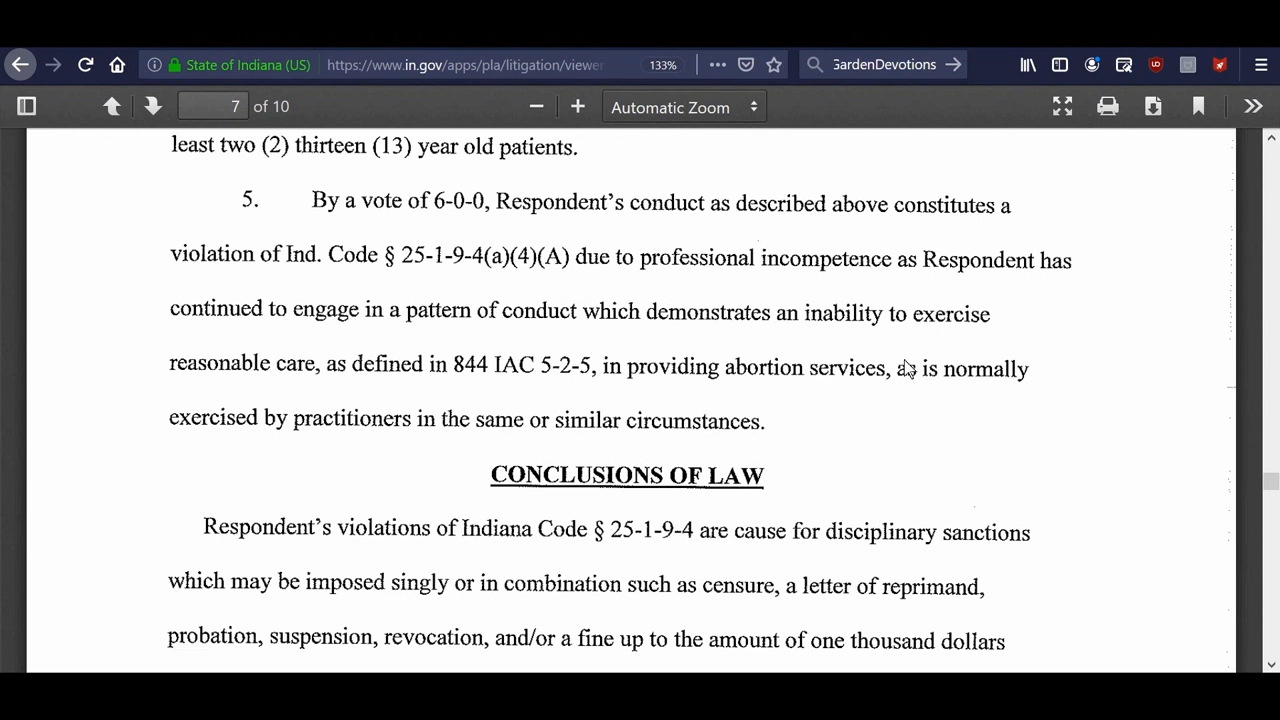 State of Indiana (US) https://www.in.gov/apps/pla/litigation/viewer 133% GardenDevotions
7 of 10 Automatic Zoom
least two (2) thirteen (13) year old patients.
5. By a vote of 6-0-0, Respondent's conduct as described above constitutes a
violation of Ind. Code § 25-1-9-4(a)(4)(A) due to professional incompetence as Respondent has
continued to engage in a pattern of conduct which demonstrates an inability to exercise
reasonable care, as defined in 844 IAC 5-2-5, in providing abortion services, as is normally
exercised by practitioners in the same or similar circumstances.
CONCLUSIONS OF LAW
Respondent's violations of Indiana Code § 25-1-9-4 are cause for disciplinary sanctions
which may be imposed singly or in combination such as censure, a letter of reprimand,
probation, suspension, revocation, and/or a fine up to the amount of one thousand dollars